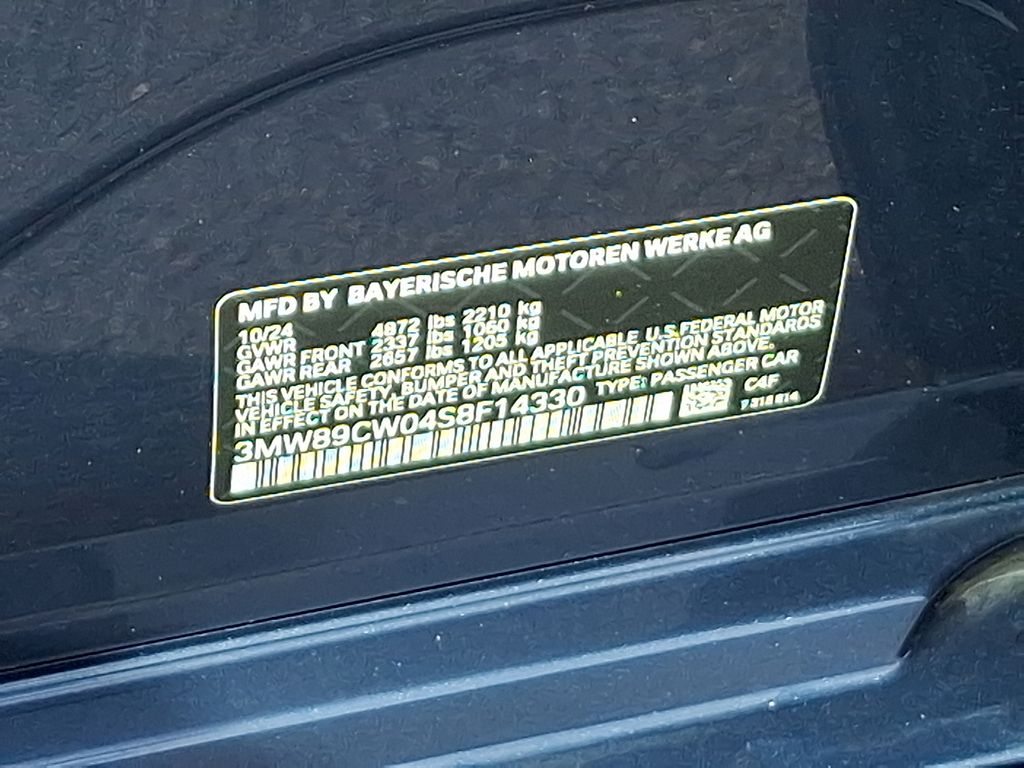 MFD BY BAYERISCHE MOTOREN WERKE AG
10/24
GVWR 4872 lbs 2210 kg
GAWR FRONT 2337 lbs 1060 kg
GAWR REAR 2657 lbs 1205 kg
THIS VEHICLE CONFORMS TO ALL APPLICABLE U.S. FEDERAL MOTOR
VEHICLE SAFETY, BUMPER, AND THEFT PREVENTION STANDARDS
IN EFFECT ON THE DATE OF MANUFACTURE SHOWN ABOVE.
3MW89CW04S8F14330 TYPE: PASSENGER CAR
C4F